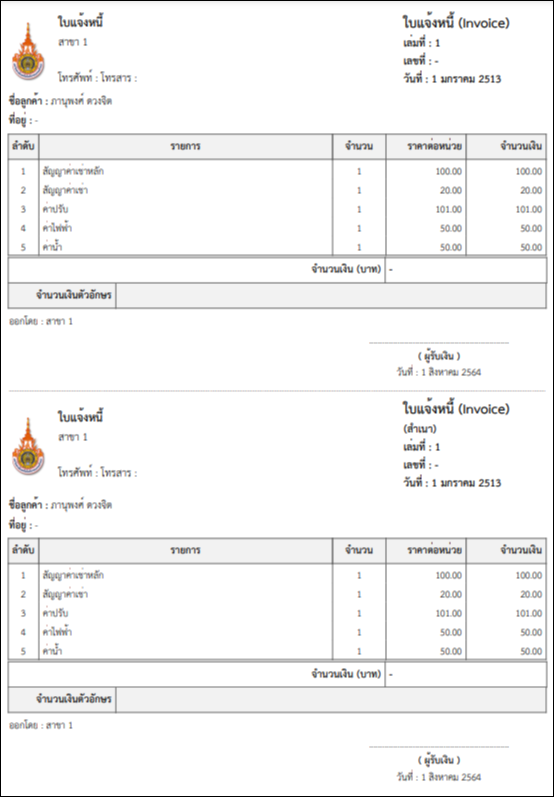 ใบแจ้งหนี้
สาขา 1
โทรศัพท์ : โทรสาร :
ใบแจ้งหนี้ (Invoice)
เล่มที่ : 1
เลขที่ : -
วันที่ : 1 มกราคม 2513
ชื่อลูกค้า : ภานุพงศ์ ดวงจิต
ที่อยู่ : -
ลำดับ รายการ จำนวน ราคาต่อหน่วย จำนวนเงิน
1 สัญญาค่าเช่าหลัก 1 100.00 100.00
2 สัญญาค่าเช่า 1 20.00 20.00
3 ค่าปรับ 1 101.00 101.00
4 ค่าไฟฟ้า 1 50.00 50.00
5 ค่าน้ำ 1 50.00 50.00
จำนวนเงิน (บาท) -
จำนวนเงินตัวอักษร
ออกโดย : สาขา 1
( ผู้รับเงิน )
วันที่ : 1 สิงหาคม 2564
ใบแจ้งหนี้
สาขา 1
โทรศัพท์ : โทรสาร :
ใบแจ้งหนี้ (Invoice)
(สำเนา)
เล่มที่ : 1
เลขที่ : -
วันที่ : 1 มกราคม 2513
ชื่อลูกค้า : ภานุพงศ์ ดวงจิต
ที่อยู่ : -
ลำดับ รายการ จำนวน ราคาต่อหน่วย จำนวนเงิน
1 สัญญาค่าเช่าหลัก 1 100.00 100.00
2 สัญญาค่าเช่า 1 20.00 20.00
3 ค่าปรับ 1 101.00 101.00
4 ค่าไฟฟ้า 1 50.00 50.00
5 ค่าน้ำ 1 50.00 50.00
จำนวนเงิน (บาท) -
จำนวนเงินตัวอักษร
ออกโดย : สาขา 1
( ผู้รับเงิน )
วันที่ : 1 สิงหาคม 2564